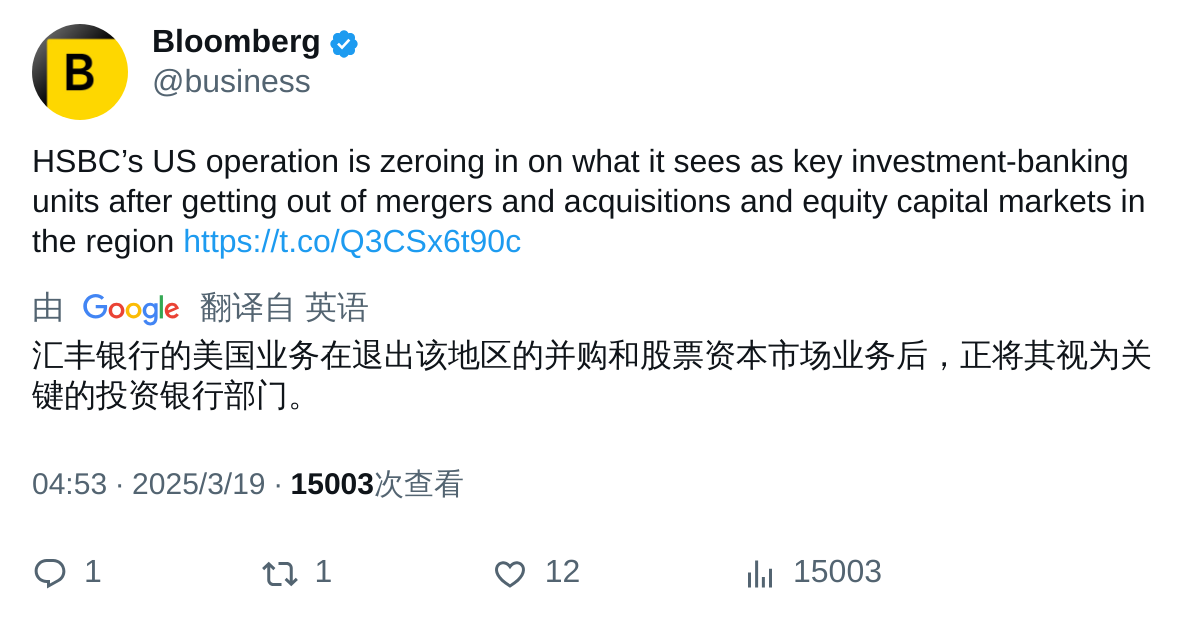 B
Bloomberg
@business
HSBC’s US operation is zeroing in on what it sees as key investment-banking
units after getting out of mergers and acquisitions and equity capital markets in
the region https://t.co/Q3CSx6t90c
由 Google 翻译自 英语
汇丰银行的美国业务在退出该地区的并购和股票资本市场业务后，正将其视为关
键的投资银行部门。
04:53 · 2025/3/19 · 15003次查看
1 1 12 15003